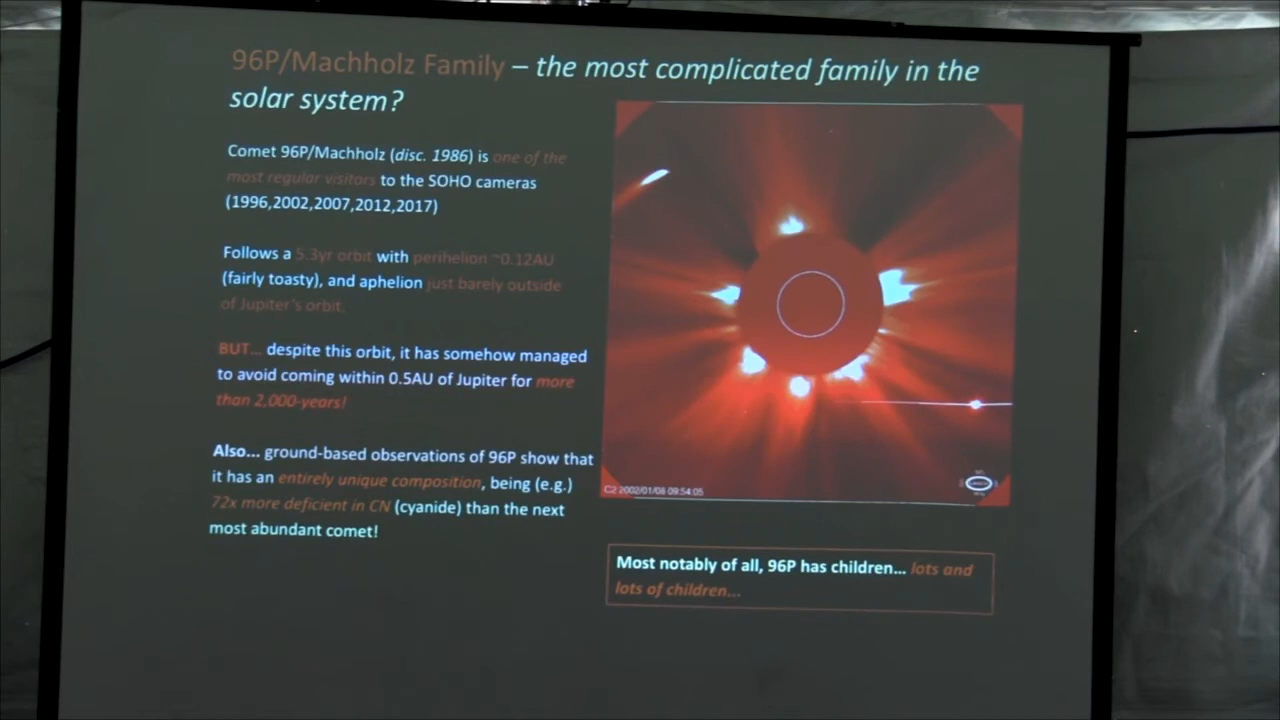 96P/Machholz Family – the most complicated family in the
solar system?
Comet 96P/Machholz (disc. 1986) is one of the
most regular visitors to the SOHO cameras
(1996,2002,2007,2012,2017)
Follows a 5.3yr orbit with perihelion ~0.12AU
(fairly toasty), and aphelion just barely outside
of Jupiter's orbit.
BUT... despite this orbit, it has somehow managed
to avoid coming within 0.5AU of Jupiter for more
than 2,000-years!
Also... ground-based observations of 96P show that
it has an entirely unique composition, being (e.g.)
72x more deficient in CN (cyanide) than the next
most abundant comet!
C2 2002/01/08 09:54:05
Most notably of all, 96P has children... lots and
lots of children...